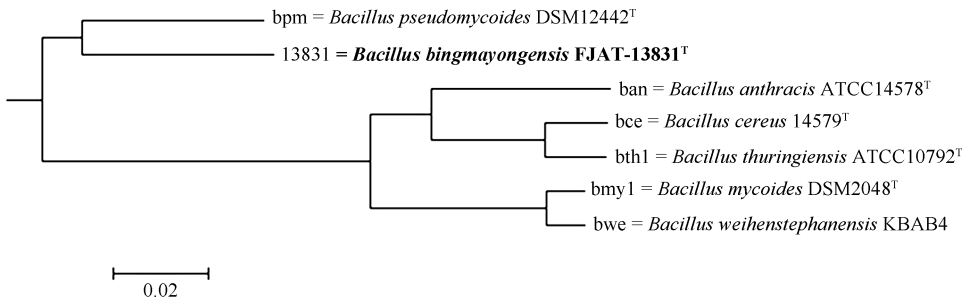 bpm = Bacillus pseudomycoides DSM12442ᵀ
13831 = Bacillus bingmayongensis FJAT-13831ᵀ
ban = Bacillus anthracis ATCC14578ᵀ
bce = Bacillus cereus 14579ᵀ
bth1 = Bacillus thuringiensis ATCC10792ᵀ
bmy1 = Bacillus mycoides DSM2048ᵀ
bwe = Bacillus weihenstephanensis KBAB4
0.02